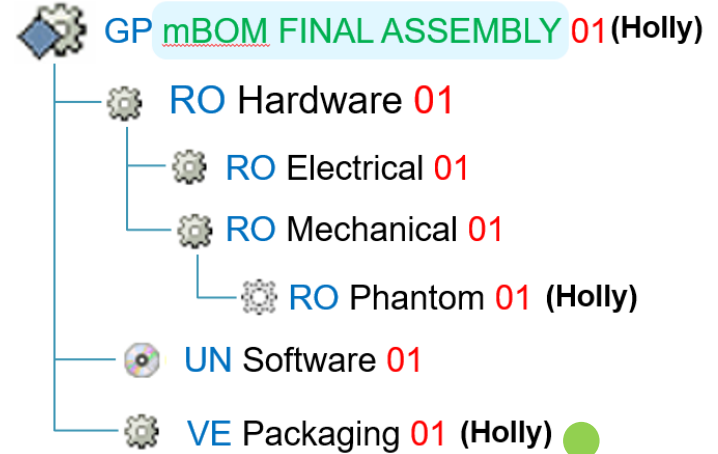 GP mBOM FINAL ASSEMBLY 01 (Holly)
RO Hardware 01
RO Electrical 01
RO Mechanical 01
RO Phantom 01 (Holly)
UN Software 01
VE Packaging 01 (Holly)